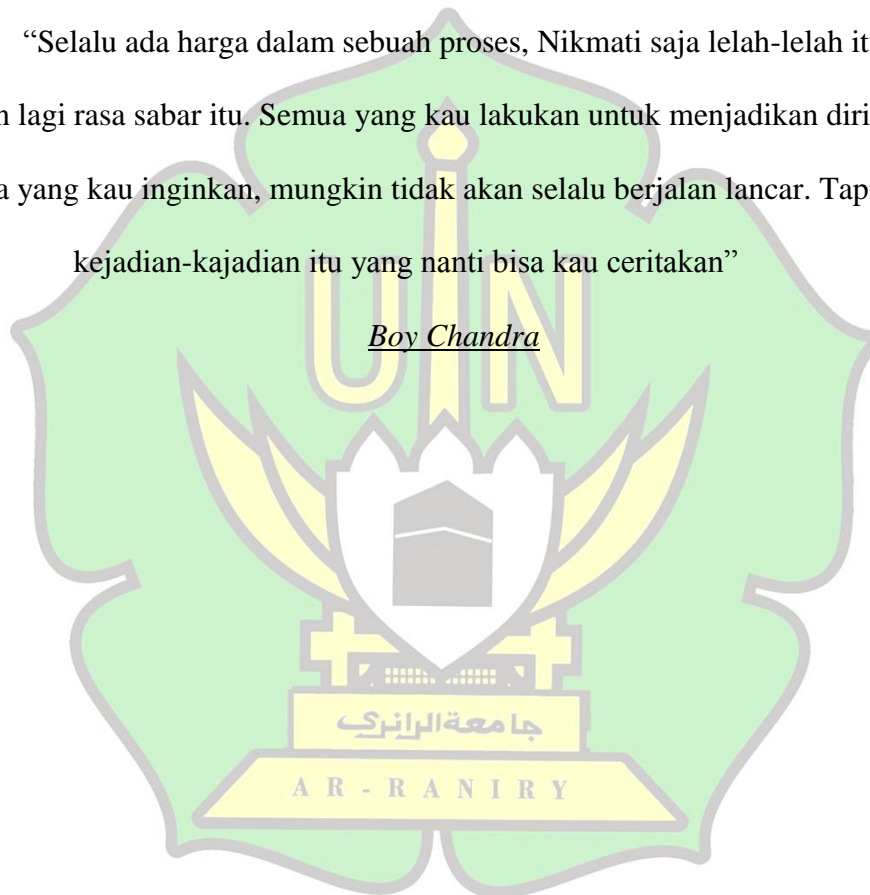 “Selalu ada harga dalam sebuah proses, Nikmati saja lelah-lelah it
n lagi rasa sabar itu. Semua yang kau lakukan untuk menjadikan diri
a yang kau inginkan, mungkin tidak akan selalu berjalan lancar. Tapi
kejadian-kajadian itu yang nanti bisa kau ceritakan”
Boy Chandra
UIN
جامعة الرانري
AR-RANIRY